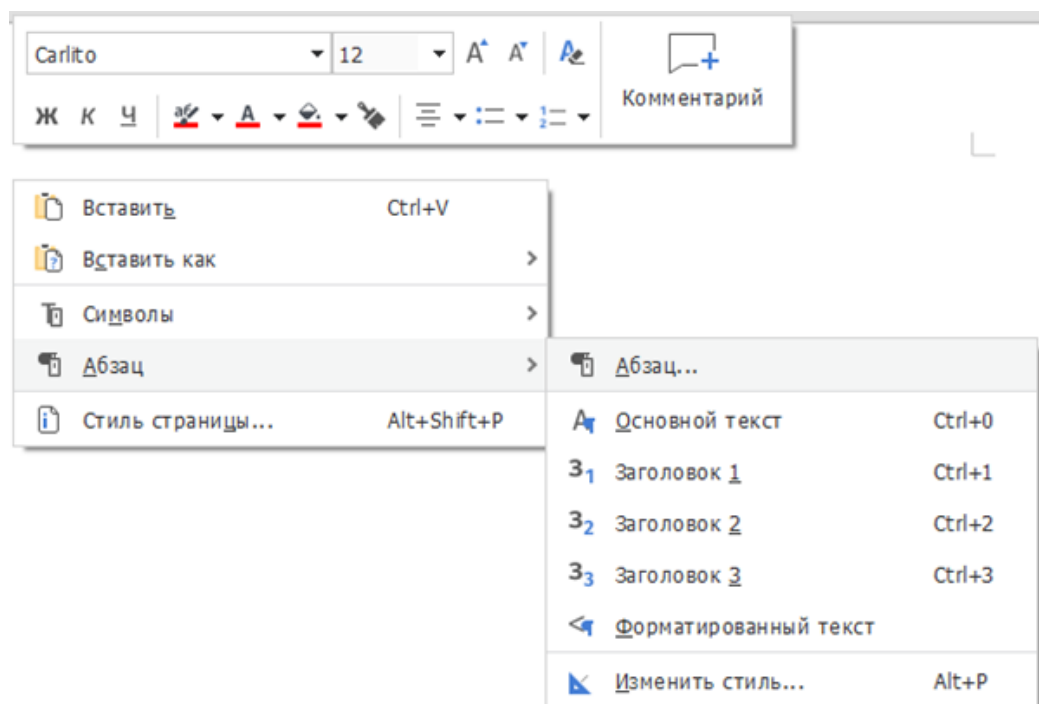 Carlito 12
Комментарий
Ж К Ч
Вставить Ctrl+V
Вставить как
Символы
Абзац
Стиль страницы... Alt+Shift+P
Абзац...
Основной текст Ctrl+0
Заголовок 1 Ctrl+1
Заголовок 2 Ctrl+2
Заголовок 3 Ctrl+3
Форматированный текст
Изменить стиль... Alt+P